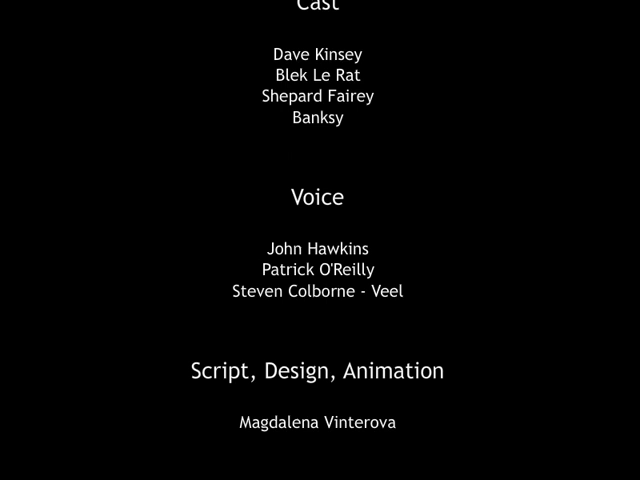 Cast
Dave Kinsey
Blek Le Rat
Shepard Fairey
Banksy
Voice
John Hawkins
Patrick O'Reilly
Steven Colborne - Veel
Script, Design, Animation
Magdalena Vinterova